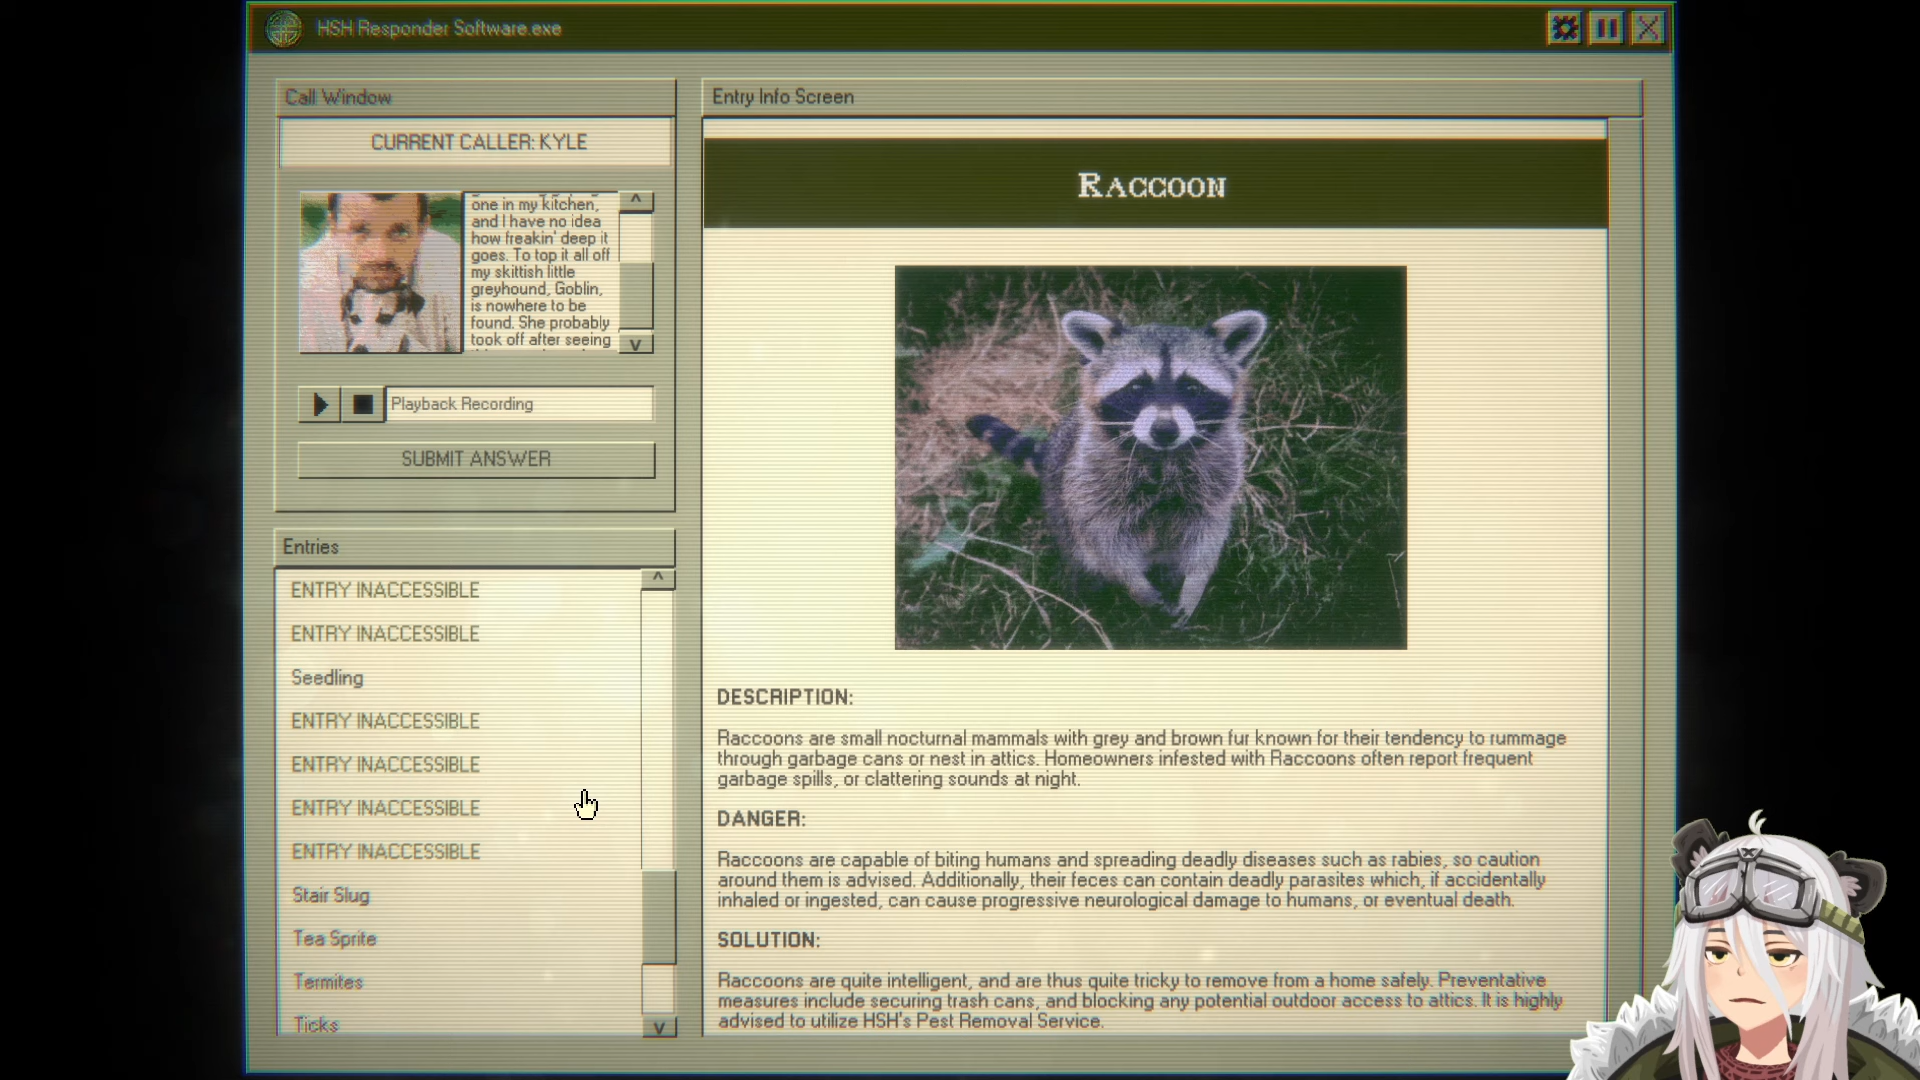 HSH Responder Software.exe
Call Window
CURRENT CALLER: KYLE
one in my kitchen,
and I have no idea
how freakin' deep it
goes. To top it all off
my skittish little
greyhound, Goblin,
is nowhere to be
found. She probably
took off after seeing
Playback Recording
SUBMIT ANSWER
Entries
ENTRY INACCESSIBLE
ENTRY INACCESSIBLE
Seedling
ENTRY INACCESSIBLE
ENTRY INACCESSIBLE
ENTRY INACCESSIBLE
ENTRY INACCESSIBLE
Stair Slug
Tea Sprite
Termites
Ticks
Entry Info Screen
RACCOON
DESCRIPTION:
Raccoons are small nocturnal mammals with grey and brown fur known for their tendency to rummage
through garbage cans or nest in attics. Homeowners infested with Raccoons often report frequent
garbage spills, or clattering sounds at night.
DANGER:
Raccoons are capable of biting humans and spreading deadly diseases such as rabies, so caution
around them is advised. Additionally, their feces can contain deadly parasites which, if accidentally
inhaled or ingested, can cause progressive neurological damage to humans, or eventual death.
SOLUTION:
Raccoons are quite intelligent, and are thus quite tricky to remove from a home safely. Preventative
measures include securing trash cans, and blocking any potential outdoor access to attics. It is highly
advised to utilize HSH's Pest Removal Service.